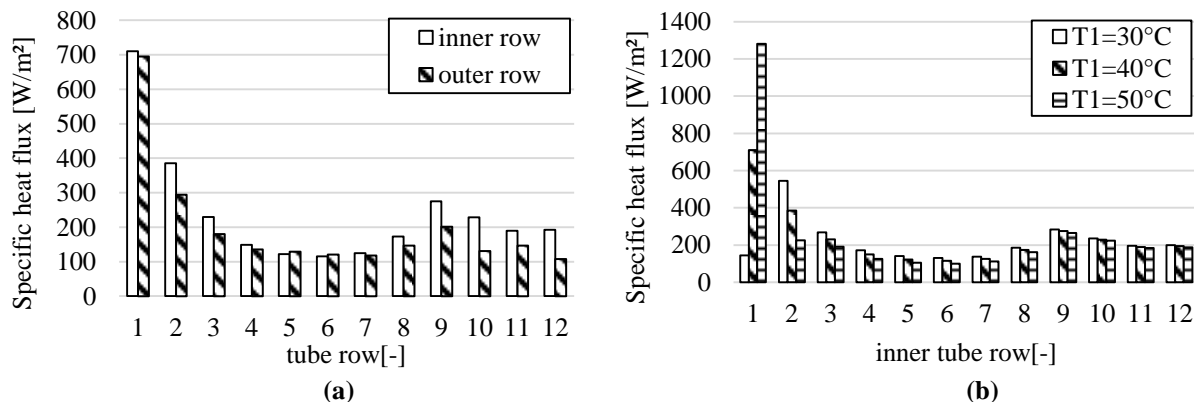 Specific heat flux [W/m²]
800
700
600
500
400
300
200
100
0
inner row
outer row
1 2 3 4 5 6 7 8 9 10 11 12
tube row[-]
(a)
Specific heat flux [W/m²]
1400
1200
1000
800
600
400
200
0
T1=30°C
T1=40°C
T1=50°C
1 2 3 4 5 6 7 8 9 10 11 12
inner tube row[-]
(b)